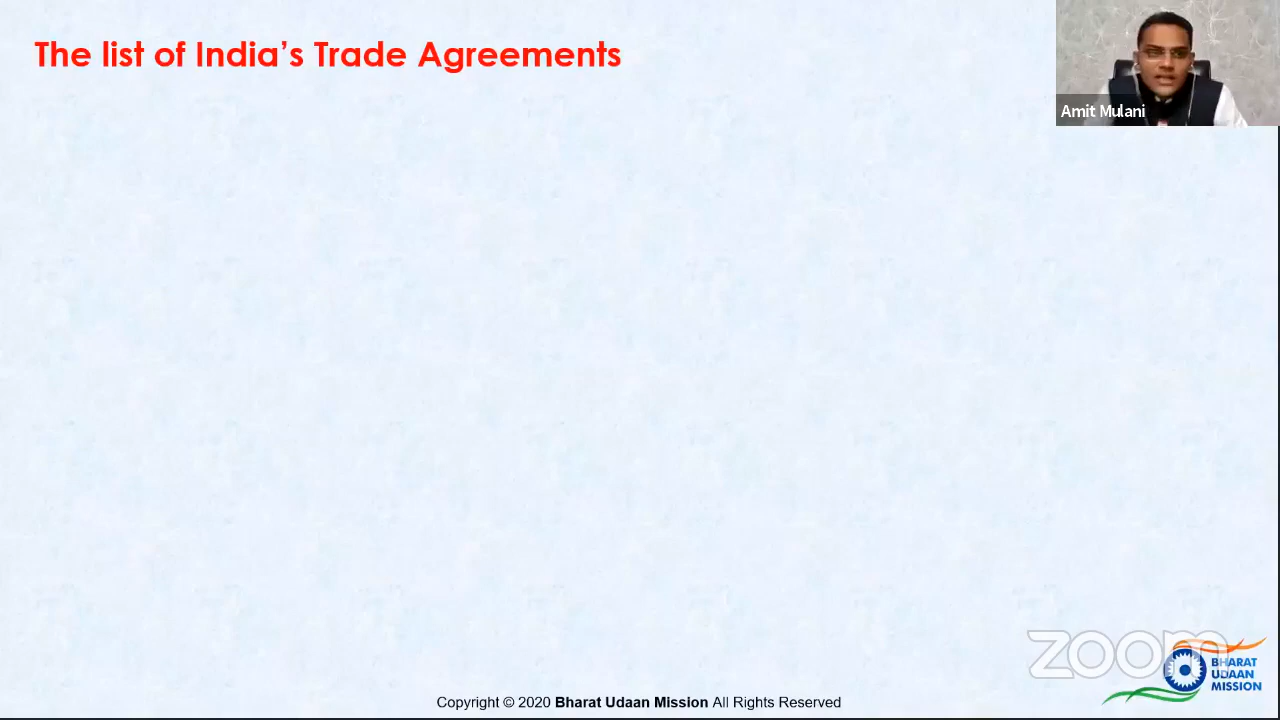 The list of India’s Trade Agreements
Amit Mulani
zoom
BHARAT
UDAAN
MISSION
Copyright © 2020 Bharat Udaan Mission All Rights Reserved